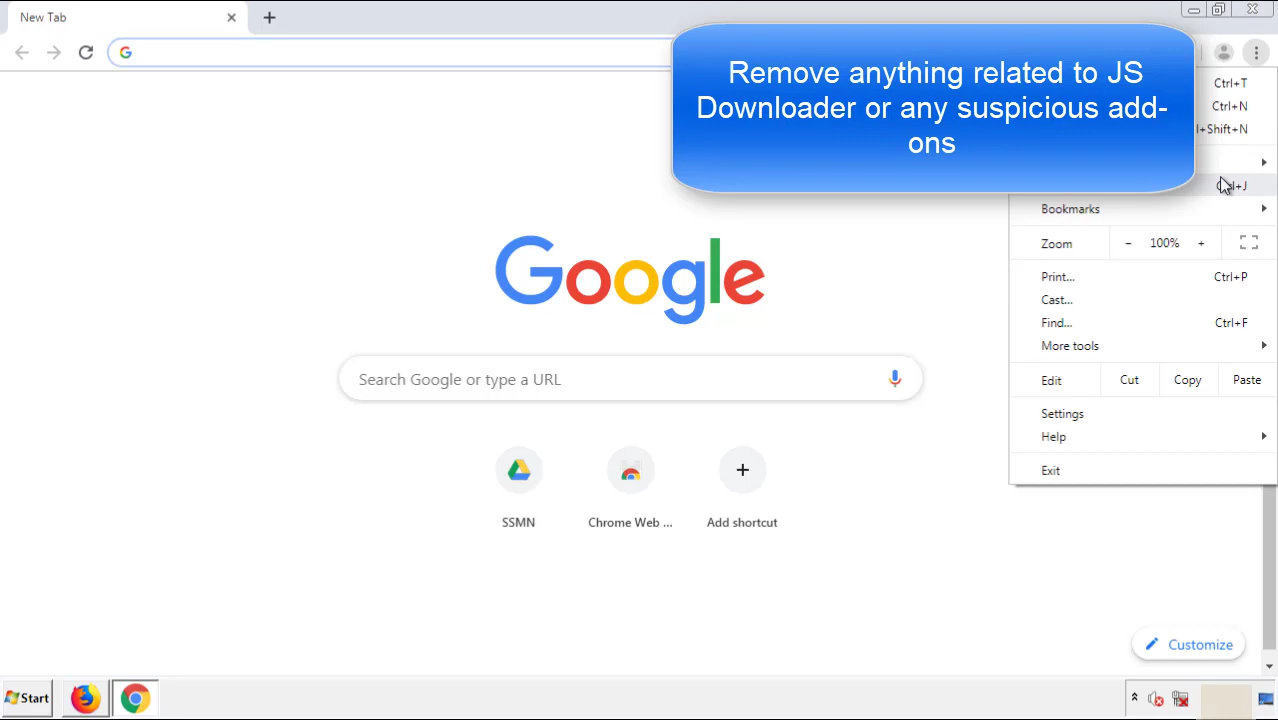 New Tab
Remove anything related to JS
Downloader or any suspicious add-
ons
Ctrl+T
Ctrl+N
l+Shift+N
Bookmarks
Zoom - 100% +
Print... Ctrl+P
Cast...
Find... Ctrl+F
More tools
Edit Cut Copy Paste
Settings
Help
Exit
Google
Search Google or type a URL
SSMN Chrome Web ... Add shortcut
Customize
Start